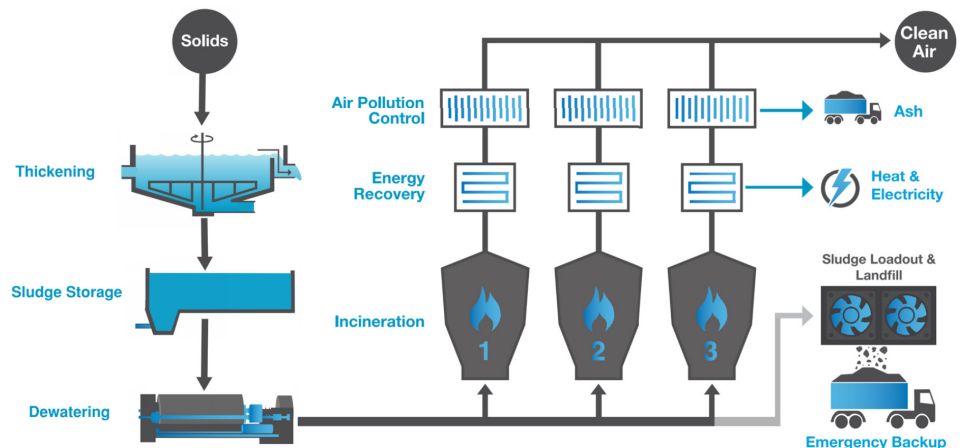 Solids
Clean
Air
Air Pollution
Control
Ash
Thickening
Energy
Recovery
Heat &
Electricity
Sludge Storage
Sludge Loadout &
Landfill
Incineration
1
2
3
Dewatering
Emergency Backup